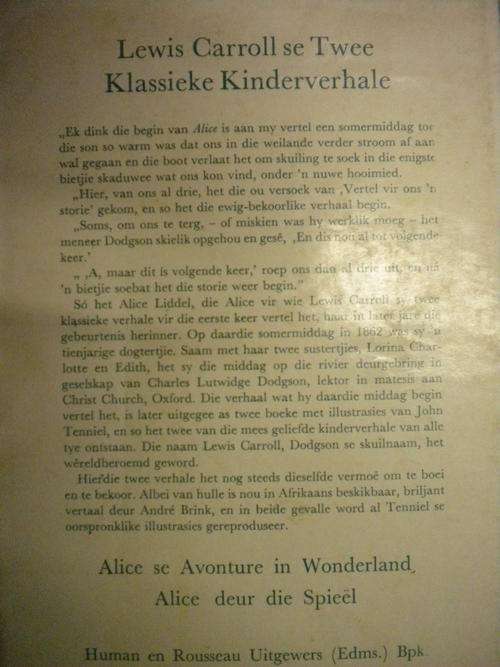 Lewis Carroll se Twee
Klassieke Kinderverhale
„Ek dink die begin van Alice is aan my vertel een somermiddag toe
die son so warm was dat ons in die weilande verder stroom af aan
wal gegaan en die boot verlaat het om skuiling te soek in die enigste
bietjie skaduwee wat ons kon vind, onder 'n nuwe hooimied.
„Hier, van ons al drie, het die ou versoek van ‚Vertel vir ons 'n
storie' gekom, en so het die ewig-bekoorlike verhaal begin.
„Soms, om ons te terg, – of miskien was hy werklik moeg – het
meneer Dodgson skielik opgehou en gesê, ‚En dis nou al tot volgende
keer.'
„ ‚A, maar dit ís volgende keer,' roep ons dan al drie uit, en ná
'n bietjie soebat het die storie weer begin.”
Só het Alice Liddel, die Alice vir wie Lewis Carroll sy twee
klassieke verhale vir die eerste keer vertel het, haar in later jare die
gebeurtenis herinner. Op daardie somermiddag in 1862 was sy 'n
tienjarige dogtertjie. Saam met haar twee sustertjies, Lorina Char-
lotte en Edith, het sy die middag op die rivier deurgebring in
geselskap van Charles Lutwidge Dodgson, lektor in matesis aan
Christ Church, Oxford. Die verhaal wat hy daardie middag begin
vertel het, is later uitgegee as twee boeke met illustrasies van John
Tenniel, en so het twee van die mees geliefde kinderverhale van alle
tye ontstaan. Die naam Lewis Carroll, Dodgson se skuilnaam, het
wêreldberoemd geword.
Hierdie twee verhale het nog steeds dieselfde vermoë om te boei
en te bekoor. Albei van hulle is nou in Afrikaans beskikbaar, briljant
vertaal deur André Brink, en in beide gevalle word al Tenniel se
oorspronklike illustrasies gereproduseer.
Alice se Avonture in Wonderland
Alice deur die Spieël
Human en Rousseau Uitgewers (Edms.) Bpk.